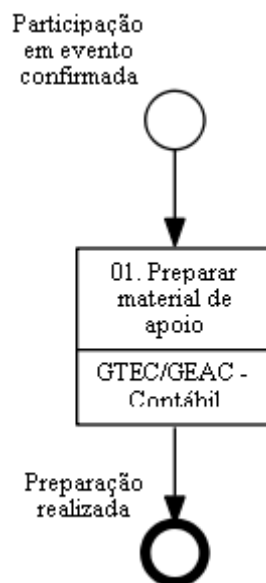 Participação
em evento
confirmada
01. Preparar
material de
apoio
GTEC/GEAC -
Contábil
Preparação
realizada